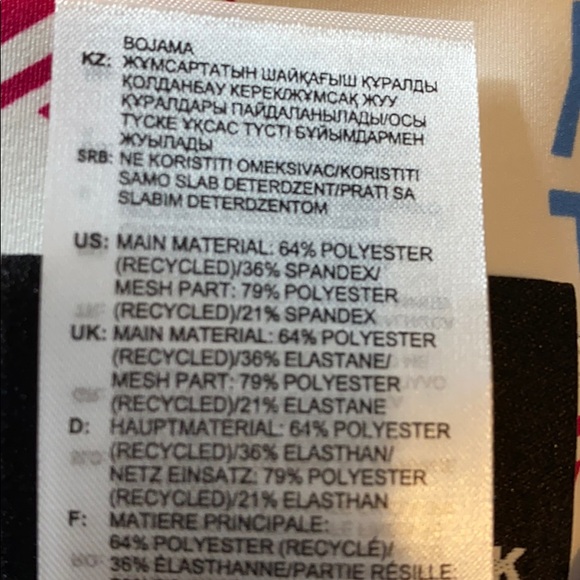 BOJAMA
KZ: ЖҰМСАРТАТЫН ШАЙҚАҒЫШ ҚҰРАЛДЫ
ҚОЛДАНБАУ КЕРЕК/ЖҰМСАҚ ЖУУ
ҚҰРАЛДАРЫ ПАЙДАЛАНЫЛАДЫ/ОСЫ
ТҮСКЕ ҰҚСАС ТҮСТІ БҰЙЫМДАРМЕН
ЖУЫЛАДЫ
SRB: NE KORISTITI OMEKSIVAC/KORISTITI
SAMO SLAB DETERDZENT/PRATI SA
SLABIM DETERDZENTOM
US: MAIN MATERIAL: 64% POLYESTER
(RECYCLED)/36% SPANDEX/
MESH PART: 79% POLYESTER
(RECYCLED)/21% SPANDEX
UK: MAIN MATERIAL: 64% POLYESTER
(RECYCLED)/36% ELASTANE/
MESH PART: 79% POLYESTER
(RECYCLED)/21% ELASTANE
D: HAUPTMATERIAL: 64% POLYESTER
(RECYCLED)/36% ELASTHAN/
NETZ EINSATZ: 79% POLYESTER
(RECYCLED)/21% ELASTHAN
F: MATIERE PRINCIPALE:
64% POLYESTER (RECYCLÉ)/
36% ÉLASTHANNE/PARTIE RÉSILLE: